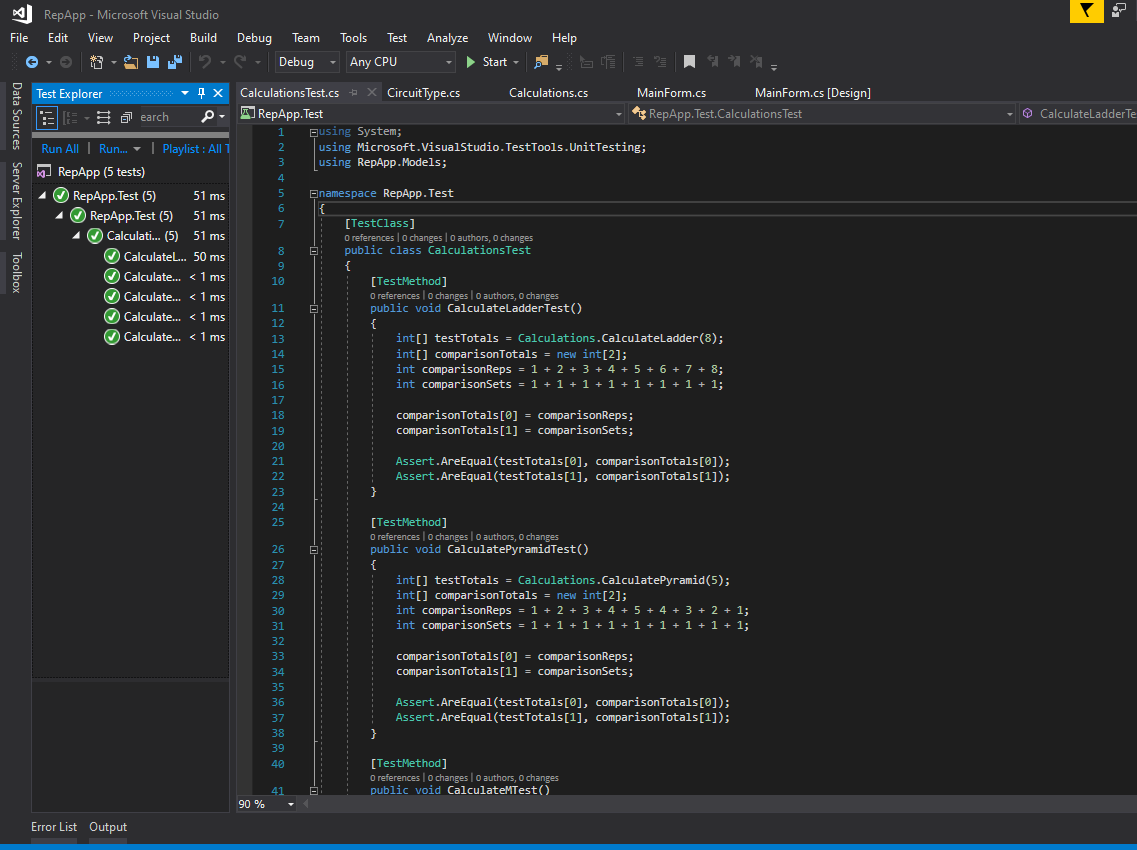 RepApp - Microsoft Visual Studio
File Edit View Project Build Debug Team Tools Test Analyze Window Help
Debug Any CPU Start
Data Sources
Server Explorer
Toolbox
Test Explorer
earch
Run All | Run... | Playlist : All T
RepApp (5 tests)
RepApp.Test (5) 51 ms
RepApp.Test (5) 51 ms
Calculati... (5) 51 ms
CalculateL... 50 ms
Calculate... < 1 ms
Calculate... < 1 ms
Calculate... < 1 ms
Calculate... < 1 ms
CalculationsTest.cs CircuitType.cs Calculations.cs MainForm.cs MainForm.cs [Design]
RepApp.Test RepApp.Test.CalculationsTest CalculateLadderTe
1 using System;
2 using Microsoft.VisualStudio.TestTools.UnitTesting;
3 using RepApp.Models;
4
5 namespace RepApp.Test
6 {
7 [TestClass]
0 references | 0 changes | 0 authors, 0 changes
8 public class CalculationsTest
9 {
10 [TestMethod]
0 references | 0 changes | 0 authors, 0 changes
11 public void CalculateLadderTest()
12 {
13 int[] testTotals = Calculations.CalculateLadder(8);
14 int[] comparisonTotals = new int[2];
15 int comparisonReps = 1 + 2 + 3 + 4 + 5 + 6 + 7 + 8;
16 int comparisonSets = 1 + 1 + 1 + 1 + 1 + 1 + 1 + 1;
17
18 comparisonTotals[0] = comparisonReps;
19 comparisonTotals[1] = comparisonSets;
20
21 Assert.AreEqual(testTotals[0], comparisonTotals[0]);
22 Assert.AreEqual(testTotals[1], comparisonTotals[1]);
23 }
24
25 [TestMethod]
0 references | 0 changes | 0 authors, 0 changes
26 public void CalculatePyramidTest()
27 {
28 int[] testTotals = Calculations.CalculatePyramid(5);
29 int[] comparisonTotals = new int[2];
30 int comparisonReps = 1 + 2 + 3 + 4 + 5 + 4 + 3 + 2 + 1;
31 int comparisonSets = 1 + 1 + 1 + 1 + 1 + 1 + 1 + 1 + 1;
32
33 comparisonTotals[0] = comparisonReps;
34 comparisonTotals[1] = comparisonSets;
35
36 Assert.AreEqual(testTotals[0], comparisonTotals[0]);
37 Assert.AreEqual(testTotals[1], comparisonTotals[1]);
38 }
39
40 [TestMethod]
0 references | 0 changes | 0 authors, 0 changes
41 public void CalculateMTest()
90 %
Error List Output